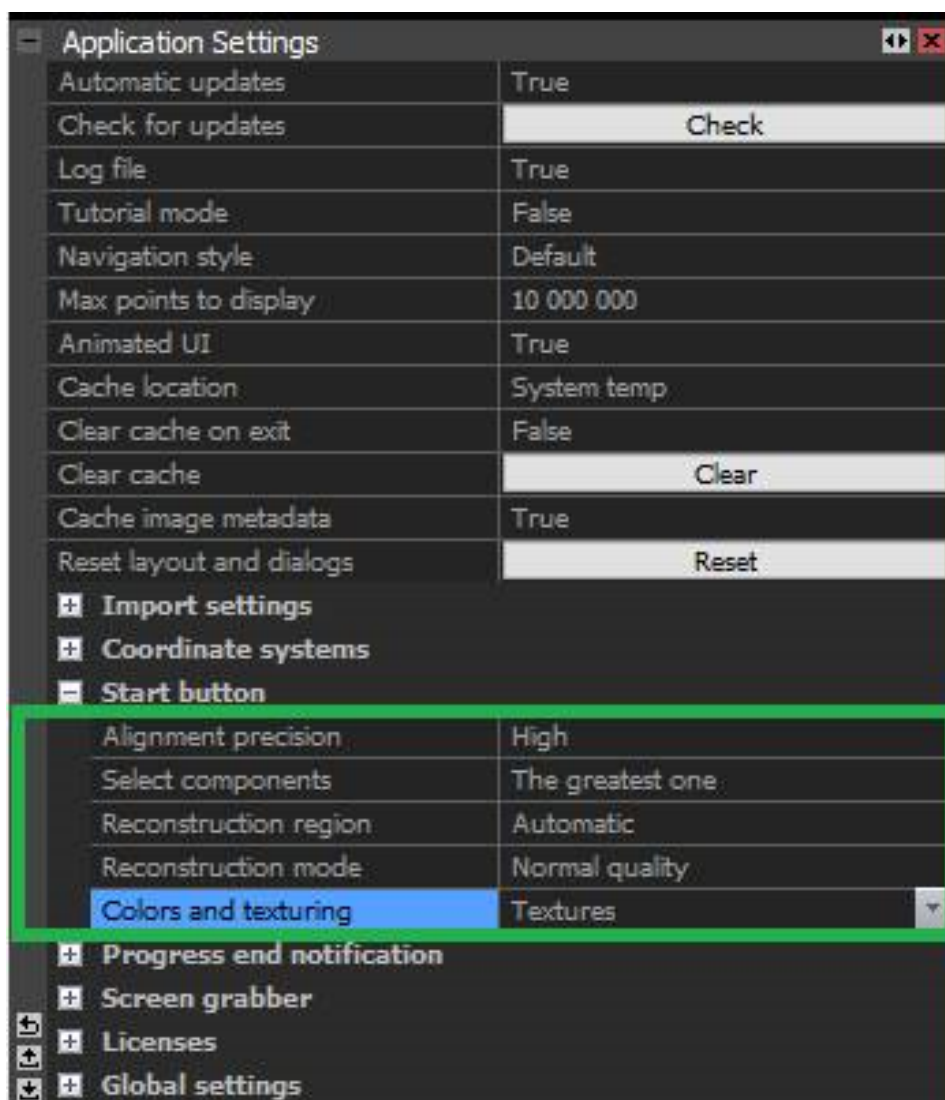 Application Settings
Automatic updates True
Check for updates Check
Log file True
Tutorial mode False
Navigation style Default
Max points to display 10 000 000
Animated UI True
Cache location System temp
Clear cache on exit False
Clear cache Clear
Cache image metadata True
Reset layout and dialogs Reset
Import settings
Coordinate systems
Start button
Alignment precision High
Select components The greatest one
Reconstruction region Automatic
Reconstruction mode Normal quality
Colors and texturing Textures
Progress end notification
Screen grabber
Licenses
Global settings